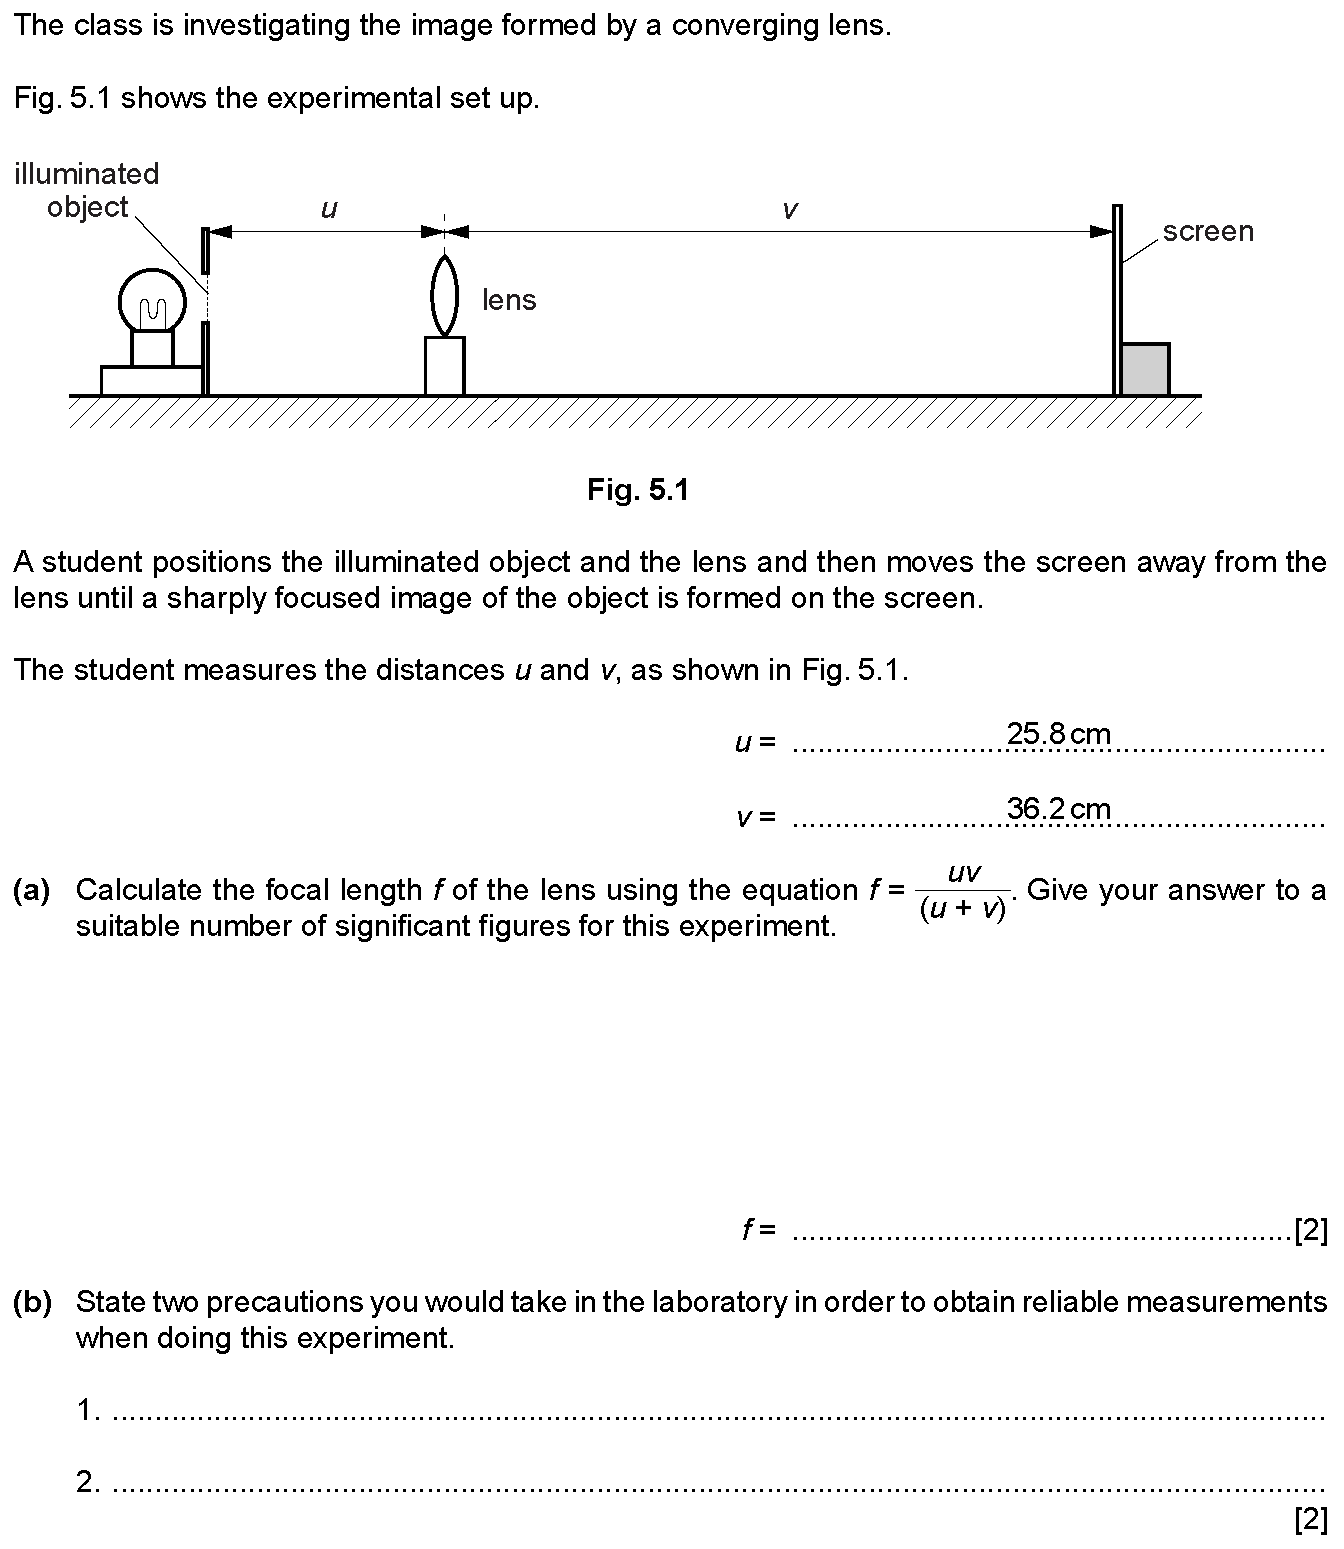 The class is investigating the image formed by a converging lens.
Fig. 5.1 shows the experimental set up.
illuminated
object
u
v
screen
lens
Fig. 5.1
A student positions the illuminated object and the lens and then moves the screen away from the
lens until a sharply focused image of the object is formed on the screen.
The student measures the distances u and v, as shown in Fig. 5.1.
u = ........................25.8 cm........................
v = ........................36.2 cm........................
(a) Calculate the focal length f of the lens using the equation f = uv/(u + v). Give your answer to a
suitable number of significant figures for this experiment.
f = ............................................................[2]
(b) State two precautions you would take in the laboratory in order to obtain reliable measurements
when doing this experiment.
1. ............................................................
2. ............................................................
[2]